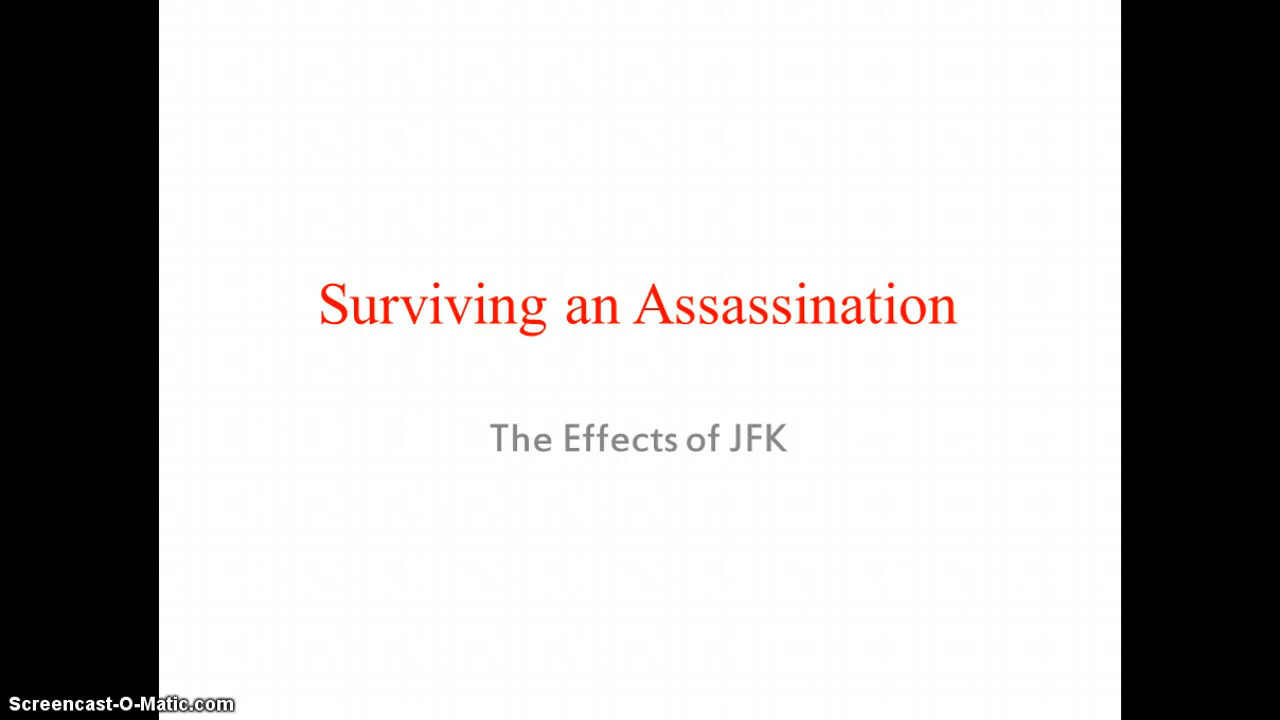 Surviving an Assassination
The Effects of JFK
Screencast-O-Matic.com